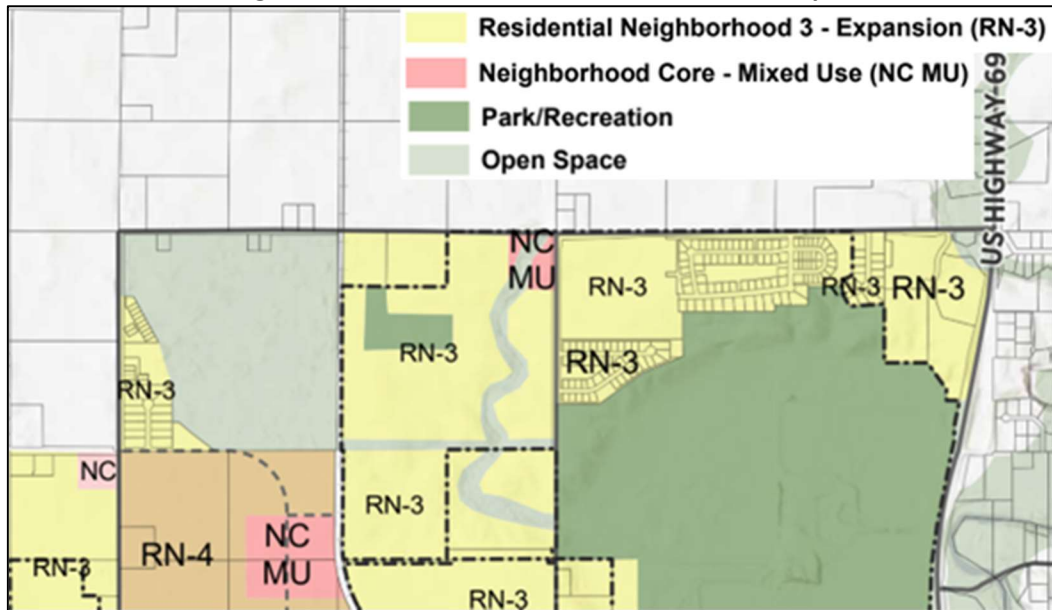 Residential Neighborhood 3 - Expansion (RN-3)
Neighborhood Core - Mixed Use (NC MU)
Park/Recreation
Open Space
US HIGHWAY-69
NC
MU
RN-3
RN-3
RN-3
RN-3
RN-3
RN-3
NC
RN-3
NC
MU
RN-4
RN-3
RN-3